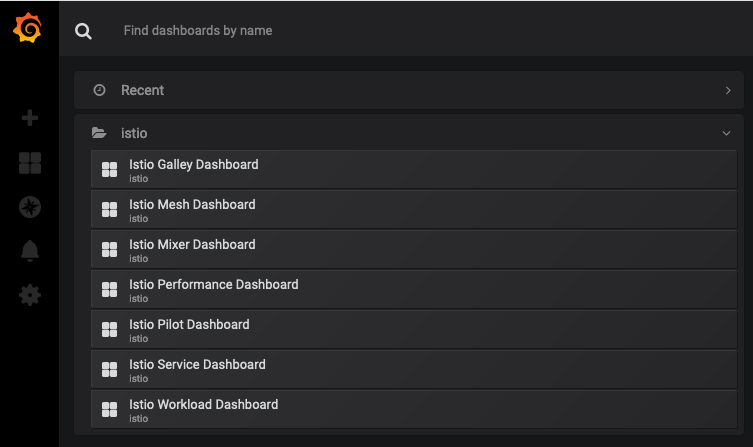 Find dashboards by name
Recent
istio
Istio Galley Dashboard
istio
Istio Mesh Dashboard
istio
Istio Mixer Dashboard
istio
Istio Performance Dashboard
istio
Istio Pilot Dashboard
istio
Istio Service Dashboard
istio
Istio Workload Dashboard
istio